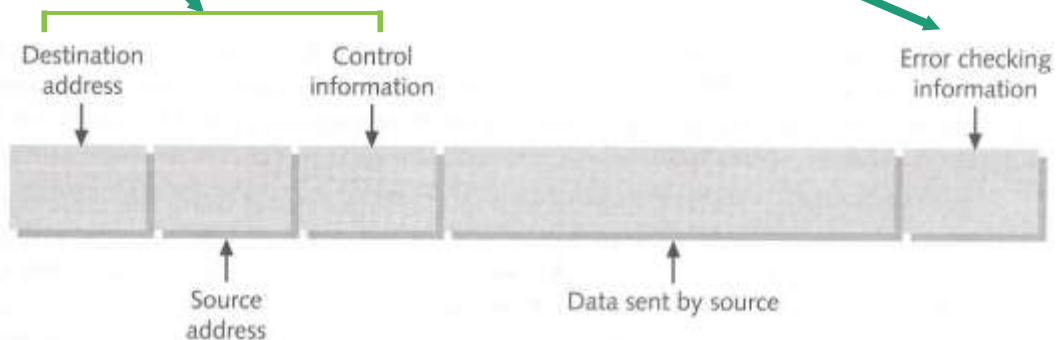 Destination
address
Control
information
Error checking
information
Source
address
Data sent by source